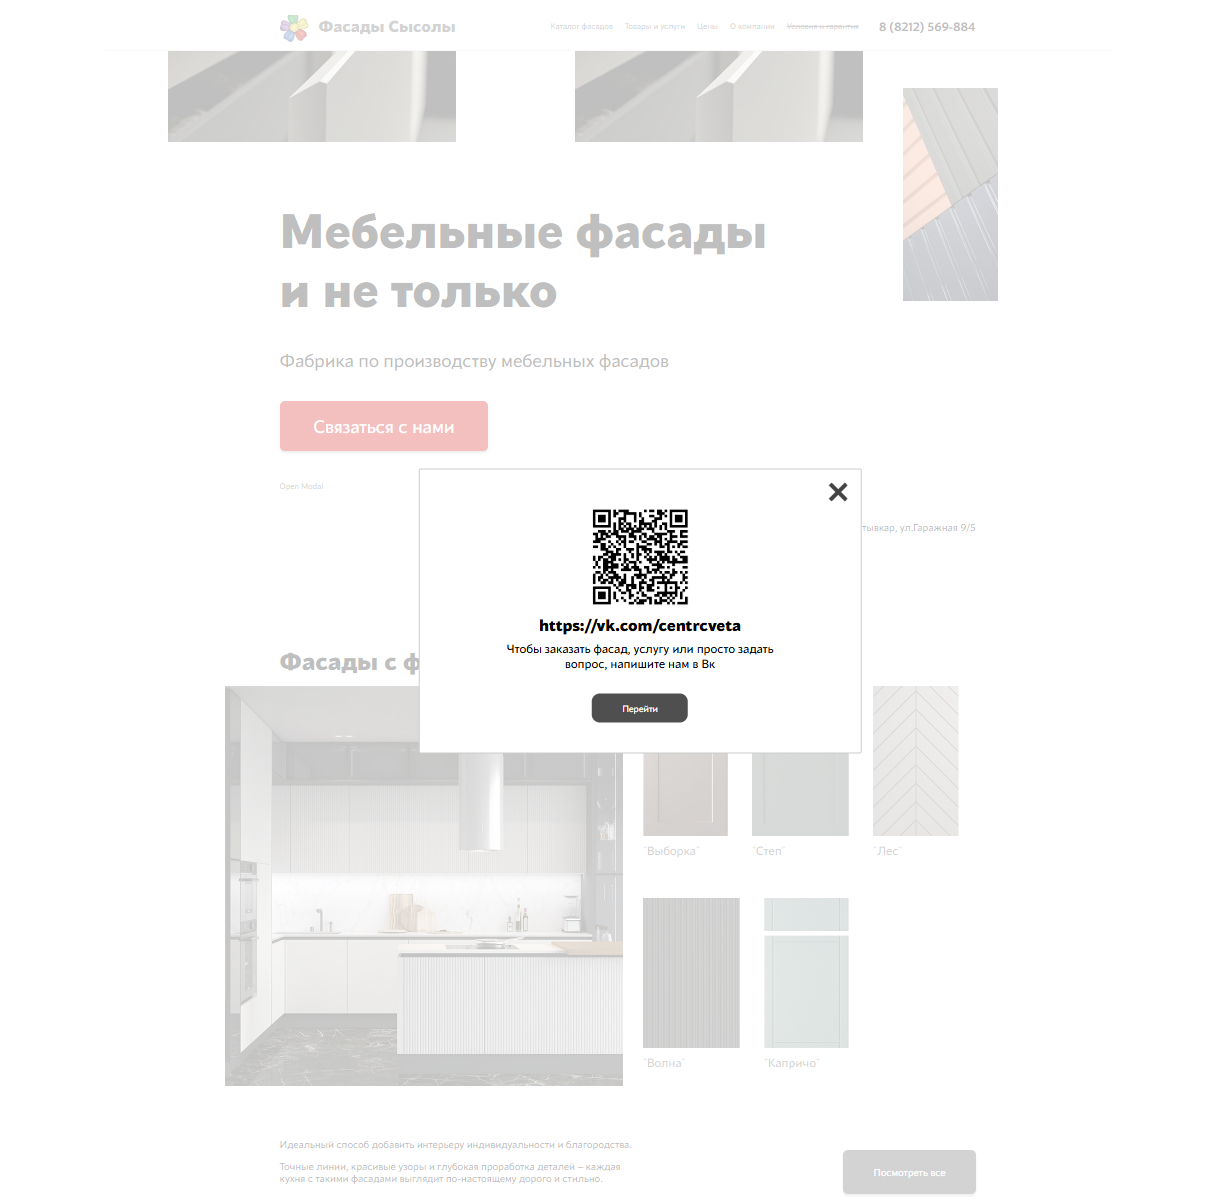 Фасады Сысолы
Каталог фасадов Товары и услуги Цены О компании Условия и гарантия 8 (8212) 569-884
Мебельные фасады
и не только
Фабрика по производству мебельных фасадов
Связаться с нами
Open Modal
тывкар, ул.Гаражная 9/5
https://vk.com/centrcveta
Чтобы заказать фасад, услугу или просто задать
вопрос, напишите нам в Вк
Перейти
Фасады с ф
"Выборка" "Степ" "Лес"
"Волна" "Капричо"
Идеальный способ добавить интерьеру индивидуальности и благородства.
Точные линии, красивые узоры и глубокая проработка деталей – каждая
кухня с такими фасадами выглядит по-настоящему дорого и стильно.
Посмотреть все